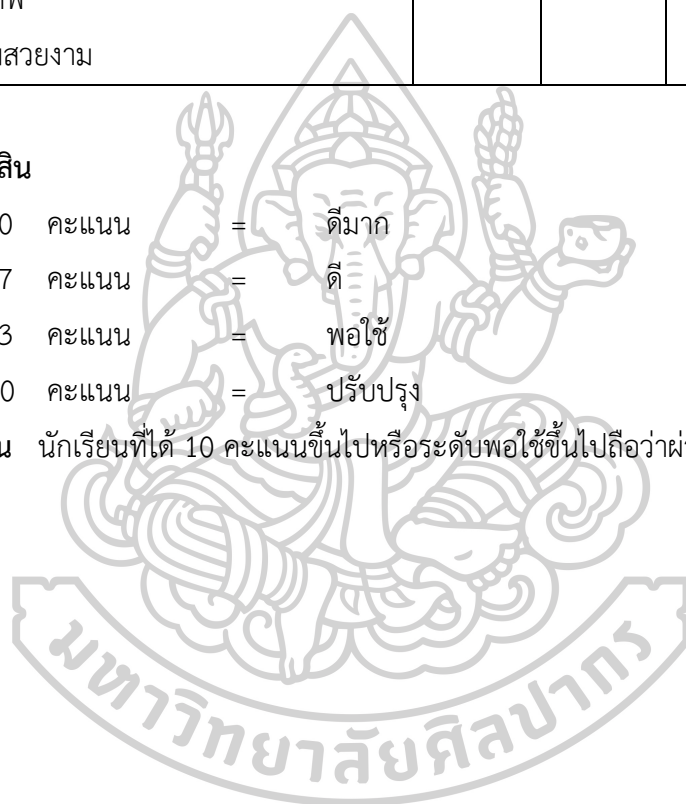 สวยงาม
สิน
0 คะแนน = ดีมาก
7 คะแนน = ดี
3 คะแนน = พอใช้
0 คะแนน = ปรับปรุง
น นักเรียนที่ได้ 10 คะแนนขึ้นไปหรือระดับพอใช้ขึ้นไปถือว่าผ่
มหาวิทยาลัยศิลปากร